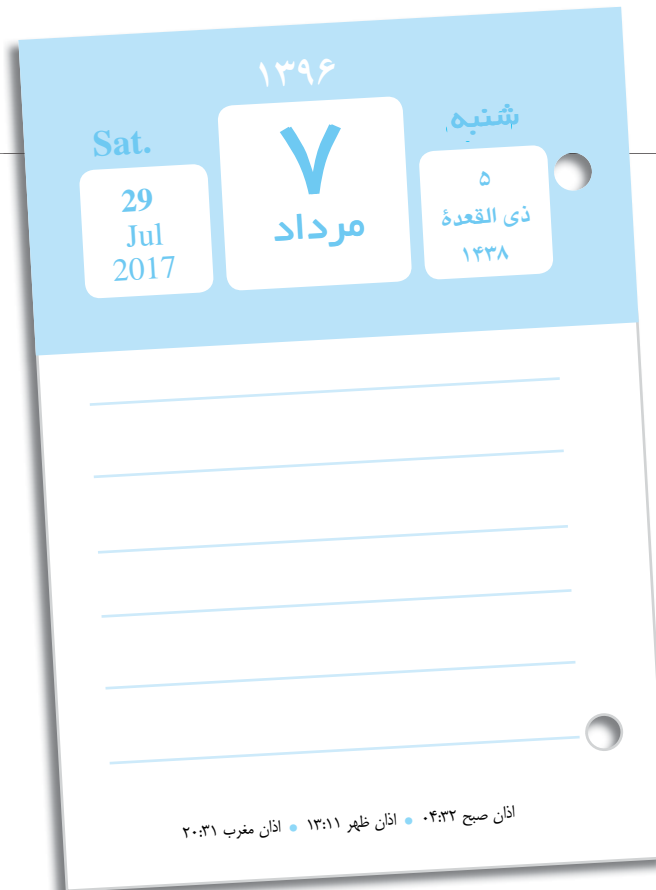 ۱۳۹۶
شنبه
۵
ذی القعدهٔ
۱۴۳۸
۷
مرداد
Sat.
29
Jul
2017
اذان صبح ۰۴:۳۲ • اذان ظهر ۱۳:۱۱ • اذان مغرب ۲۰:۳۱